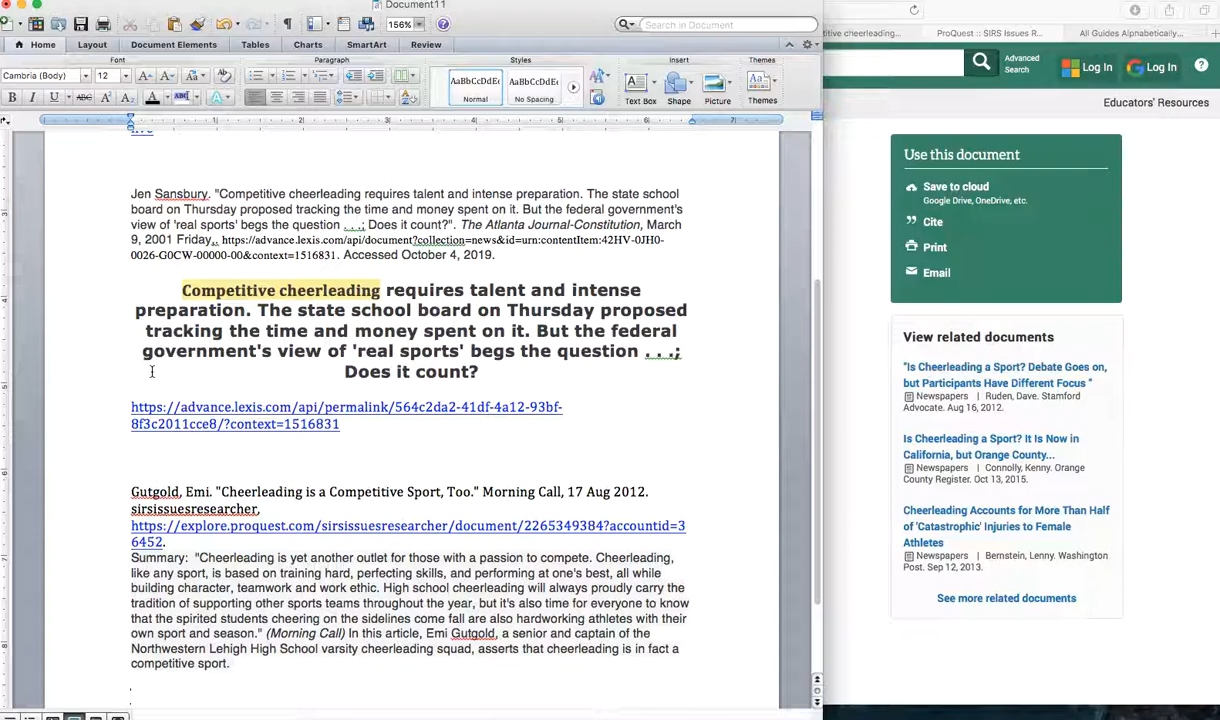 Document11
156%
Search in Document
Home Layout Document Elements Tables Charts SmartArt Review
Font Paragraph Styles Insert Themes
Cambria (Body) 12
AaBbCcDdEe AaBbCcDdEe
Normal No Spacing
Text Box Shape Picture Themes
Jen Sansbury. "Competitive cheerleading requires talent and intense preparation. The state school
board on Thursday proposed tracking the time and money spent on it. But the federal government's
view of 'real sports' begs the question . . .; Does it count?". The Atlanta Journal-Constitution, March
9, 2001 Friday,. https://advance.lexis.com/api/document?collection=news&id=urn:contentItem:42HV-0JH0-
0026-G0CW-00000-00&context=1516831. Accessed October 4, 2019.
Competitive cheerleading requires talent and intense
preparation. The state school board on Thursday proposed
tracking the time and money spent on it. But the federal
government's view of 'real sports' begs the question . . .;
Does it count?
https://advance.lexis.com/api/permalink/564c2da2-41df-4a12-93bf-
8f3c2011cce8/?context=1516831
Gutgold, Emi. "Cheerleading is a Competitive Sport, Too." Morning Call, 17 Aug 2012.
sirsissuesresearcher,
https://explore.proquest.com/sirsissuesresearcher/document/2265349384?accountid=3
6452.
Summary: "Cheerleading is yet another outlet for those with a passion to compete. Cheerleading,
like any sport, is based on training hard, perfecting skills, and performing at one's best, all while
building character, teamwork and work ethic. High school cheerleading will always proudly carry the
tradition of supporting other sports teams throughout the year, but it's also time for everyone to know
that the spirited students cheering on the sidelines come fall are also hardworking athletes with their
own sport and season." (Morning Call) In this article, Emi Gutgold, a senior and captain of the
Northwestern Lehigh High School varsity cheerleading squad, asserts that cheerleading is in fact a
competitive sport.
etitive cheerleading... ProQuest :: SIRS Issues R... All Guides Alphabetically...
Advanced
Search
Log In Log In
Educators' Resources
Use this document
Save to cloud
Google Drive, OneDrive, etc.
Cite
Print
Email
View related documents
"Is Cheerleading a Sport? Debate Goes on,
but Participants Have Different Focus "
Newspapers | Ruden, Dave. Stamford
Advocate. Aug 16, 2012.
Is Cheerleading a Sport? It Is Now in
California, but Orange County...
Newspapers | Connolly, Kenny. Orange
County Register. Oct 13, 2015.
Cheerleading Accounts for More Than Half
of 'Catastrophic' Injuries to Female
Athletes
Newspapers | Bernstein, Lenny. Washington
Post. Sep 12, 2013.
See more related documents